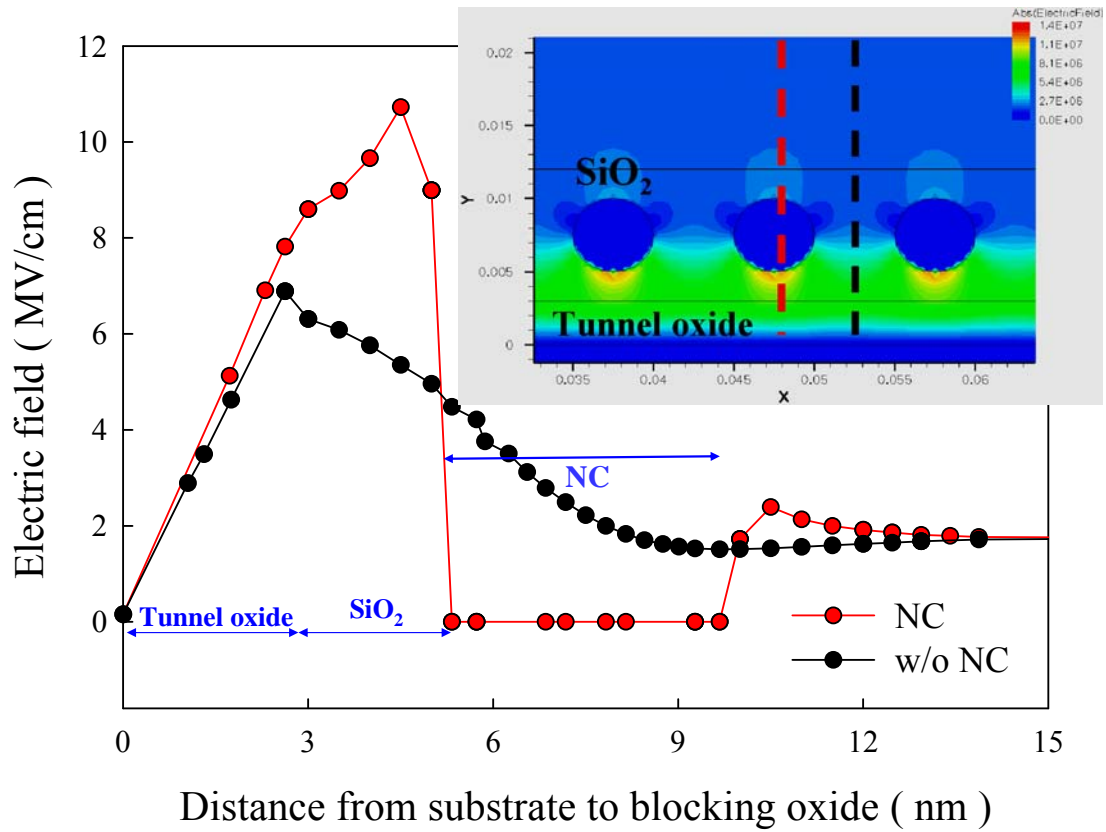 Abs(ElectricField)
1.4E+07
1.1E+07
8.1E+06
5.4E+06
2.7E+06
0.0E+00
0.02
0.015
0.01
0.005
0
Y
SiO2
Tunnel oxide
0.035 0.04 0.045 0.05 0.055 0.06
X
12
10
8
6
4
2
0
Electric field ( MV/cm )
NC
Tunnel oxide
SiO2
NC
w/o NC
0 3 6 9 12 15
Distance from substrate to blocking oxide ( nm )